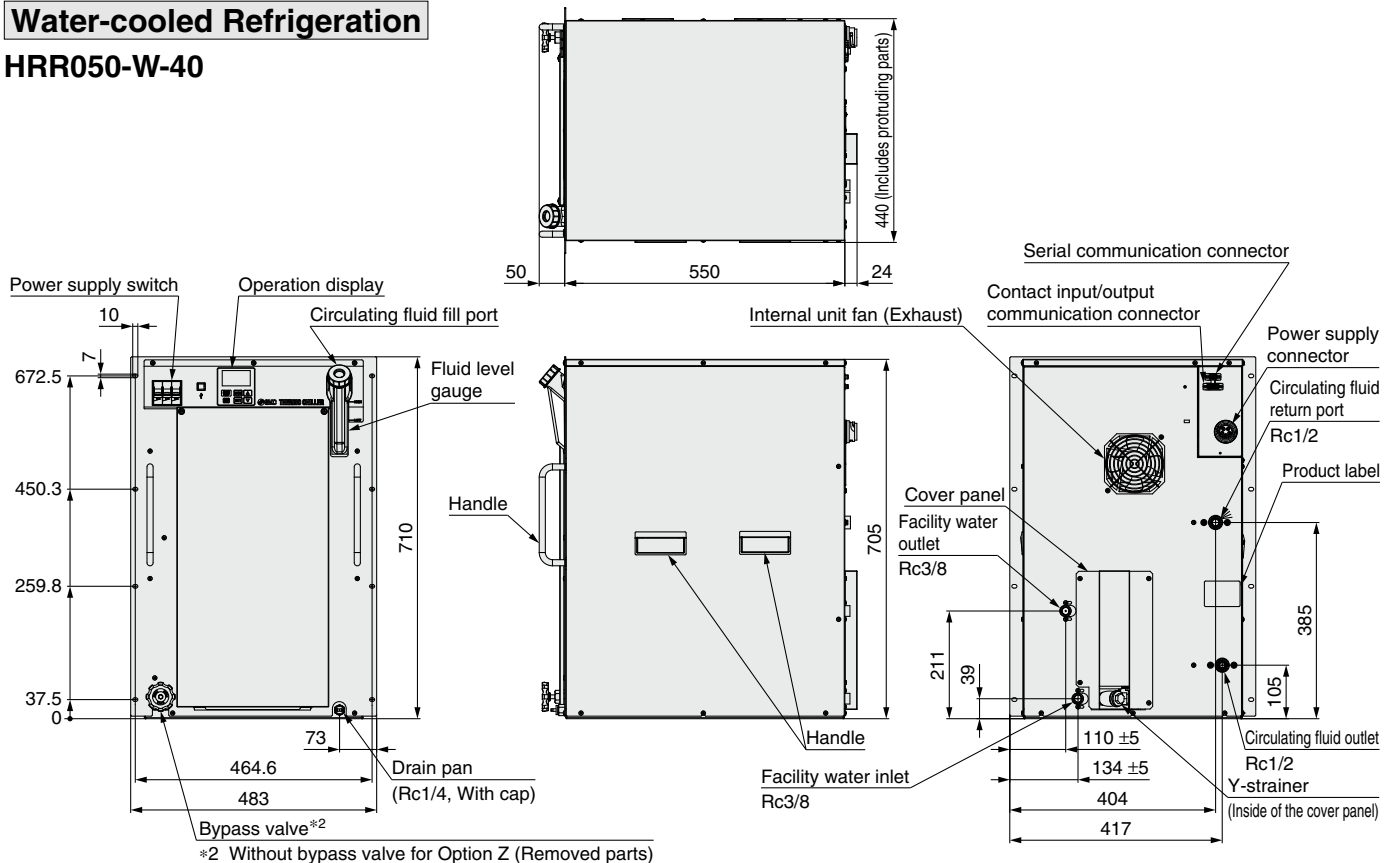 Water-cooled Refrigeration
HRR050-W-40
440 (Includes protruding parts)
50
550
24
Power supply switch
Operation display
Circulating fluid fill port
10
7
672.5
450.3
259.8
37.5
0
Fluid level
gauge
710
73
464.6
483
Drain pan
(Rc1/4, With cap)
Bypass valve*2
*2 Without bypass valve for Option Z (Removed parts)
Handle
705
Handle
Serial communication connector
Contact input/output
communication connector
Internal unit fan (Exhaust)
Power supply
connector
Circulating fluid
return port
Rc1/2
Product label
Cover panel
Facility water
outlet
Rc3/8
211
39
385
105
110 ±5
134 ±5
404
417
Facility water inlet
Rc3/8
Circulating fluid outlet
Rc1/2
Y-strainer
(Inside of the cover panel)